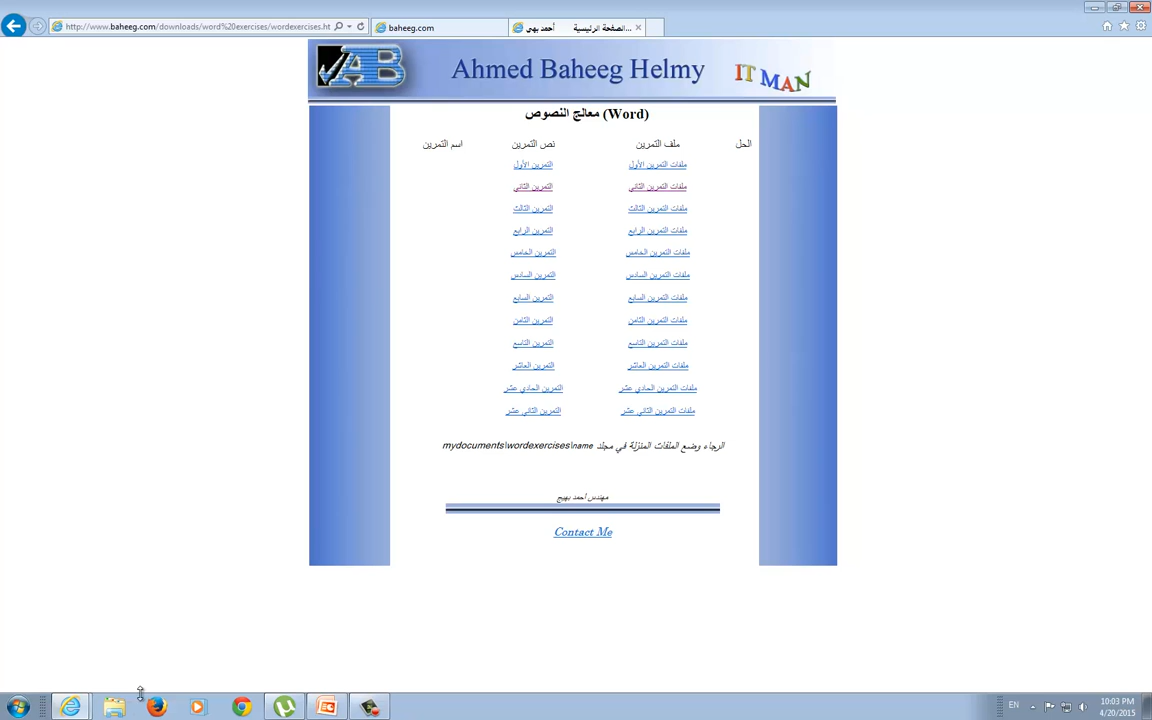 http://www.baheeg.com/downloads/word%20exercises/wordexercises.ht
baheeg.com
الصفحة الرئيسية... أحمد بهي
AB
Ahmed Baheeg Helmy
IT MAN
معالج النصوص (Word)
الحل ملف التمرين نص التمرين اسم التمرين
ملفات التمرين الأول التمرين الأول
ملفات التمرين الثاني التمرين الثاني
ملفات التمرين الثالث التمرين الثالث
ملفات التمرين الرابع التمرين الرابع
ملفات التمرين الخامس التمرين الخامس
ملفات التمرين السادس التمرين السادس
ملفات التمرين السابع التمرين السابع
ملفات التمرين الثامن التمرين الثامن
ملفات التمرين التاسع التمرين التاسع
ملفات التمرين العاشر التمرين العاشر
ملفات التمرين الحادي عشر التمرين الحادي عشر
ملفات التمرين الثاني عشر التمرين الثاني عشر
الرجاء وضع الملفات المنزلة في مجلد mydocuments\wordexercises\name
مهندس احمد بهيج
Contact Me
EN
10:03 PM
4/20/2015